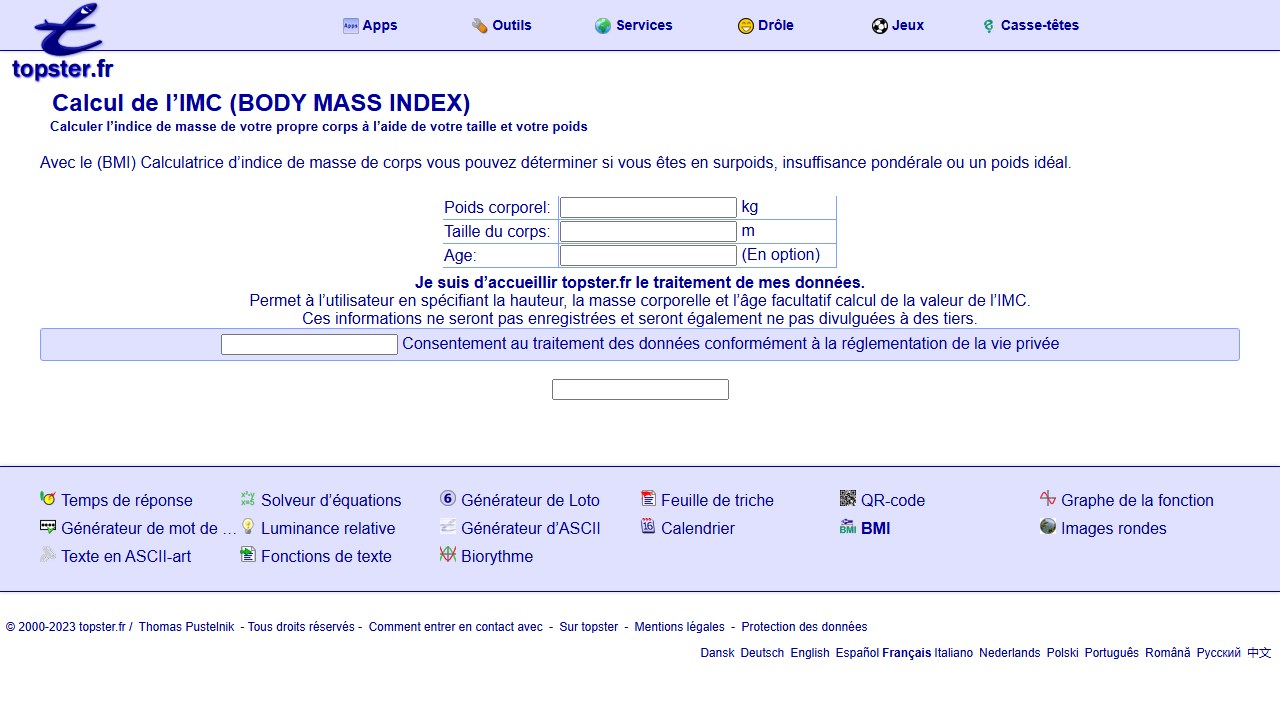 topster.fr
Apps Apps Outils Services Drôle Jeux Casse-têtes
Calcul de l’IMC (BODY MASS INDEX)
Calculer l’indice de masse de votre propre corps à l’aide de votre taille et votre poids
Avec le (BMI) Calculatrice d’indice de masse de corps vous pouvez déterminer si vous êtes en surpoids, insuffisance pondérale ou un poids idéal.
Poids corporel: kg
Taille du corps: m
Age: (En option)
Je suis d’accueillir topster.fr le traitement de mes données.
Permet à l’utilisateur en spécifiant la hauteur, la masse corporelle et l’âge facultatif calcul de la valeur de l’IMC.
Ces informations ne seront pas enregistrées et seront également ne pas divulguées à des tiers.
Consentement au traitement des données conformément à la réglementation de la vie privée
Temps de réponse Solveur d’équations Générateur de Loto Feuille de triche QR-code Graphe de la fonction
Générateur de mot de … Luminance relative Générateur d’ASCII Calendrier BMI Images rondes
Texte en ASCII-art Fonctions de texte Biorythme
© 2000-2023 topster.fr / Thomas Pustelnik - Tous droits réservés - Comment entrer en contact avec - Sur topster - Mentions légales - Protection des données
Dansk Deutsch English Español Français Italiano Nederlands Polski Português Română Русский 中文